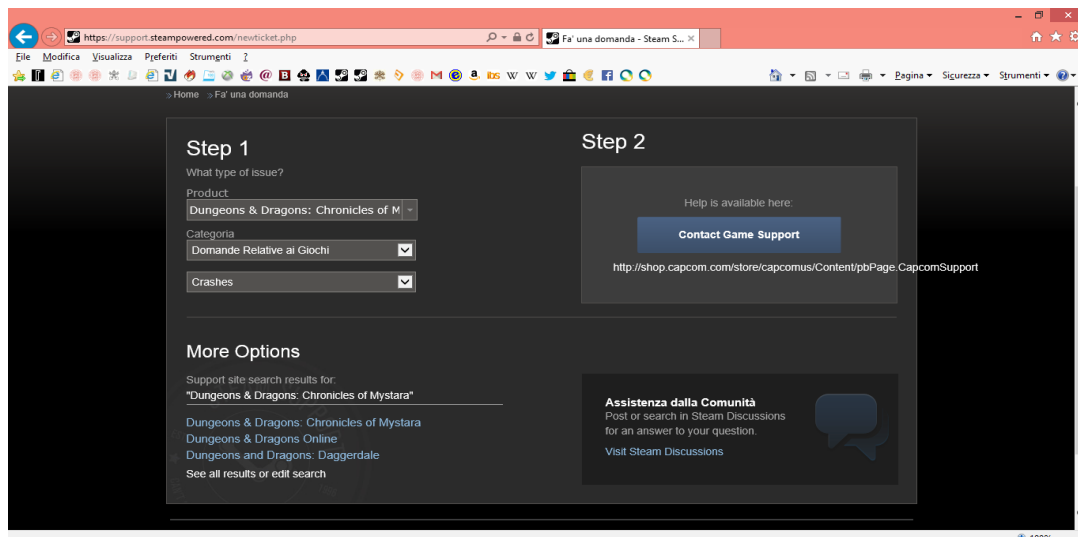 https://support.steampowered.com/newticket.php
Fa' una domanda - Steam S...
File Modifica Visualizza Preferiti Strumenti ?
Pagina Sicurezza Strumenti
Home Fa' una domanda
Step 1
What type of issue?
Product
Dungeons & Dragons: Chronicles of M
Categoria
Domande Relative ai Giochi
Crashes
Step 2
Help is available here:
Contact Game Support
http://shop.capcom.com/store/capcomus/Content/pbPage.CapcomSupport
More Options
Support site search results for:
"Dungeons & Dragons: Chronicles of Mystara"
Dungeons & Dragons: Chronicles of Mystara
Dungeons & Dragons Online
Dungeons and Dragons: Daggerdale
See all results or edit search
Assistenza dalla Comunità
Post or search in Steam Discussions
for an answer to your question.
Visit Steam Discussions